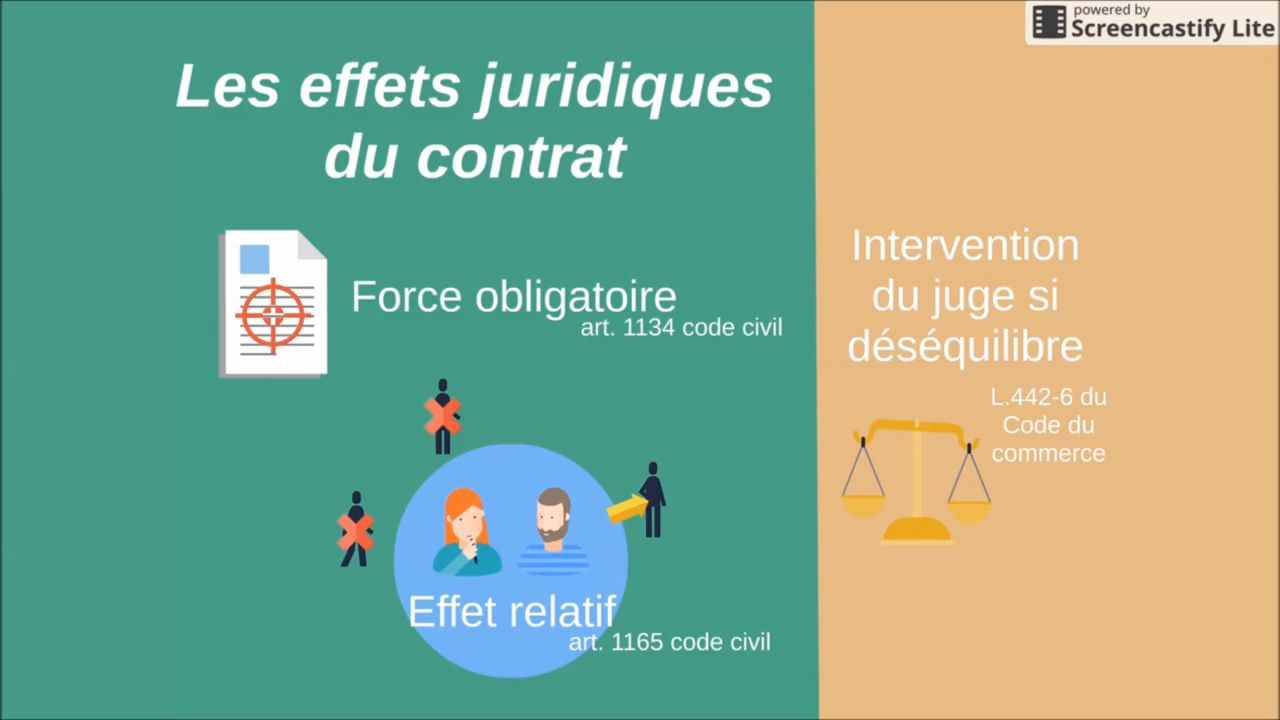 powered by
Screencastify Lite
Les effets juridiques
du contrat
Force obligatoire
art. 1134 code civil
Effet relatif
art. 1165 code civil
Intervention
du juge si
déséquilibre
L.442-6 du
Code du
commerce